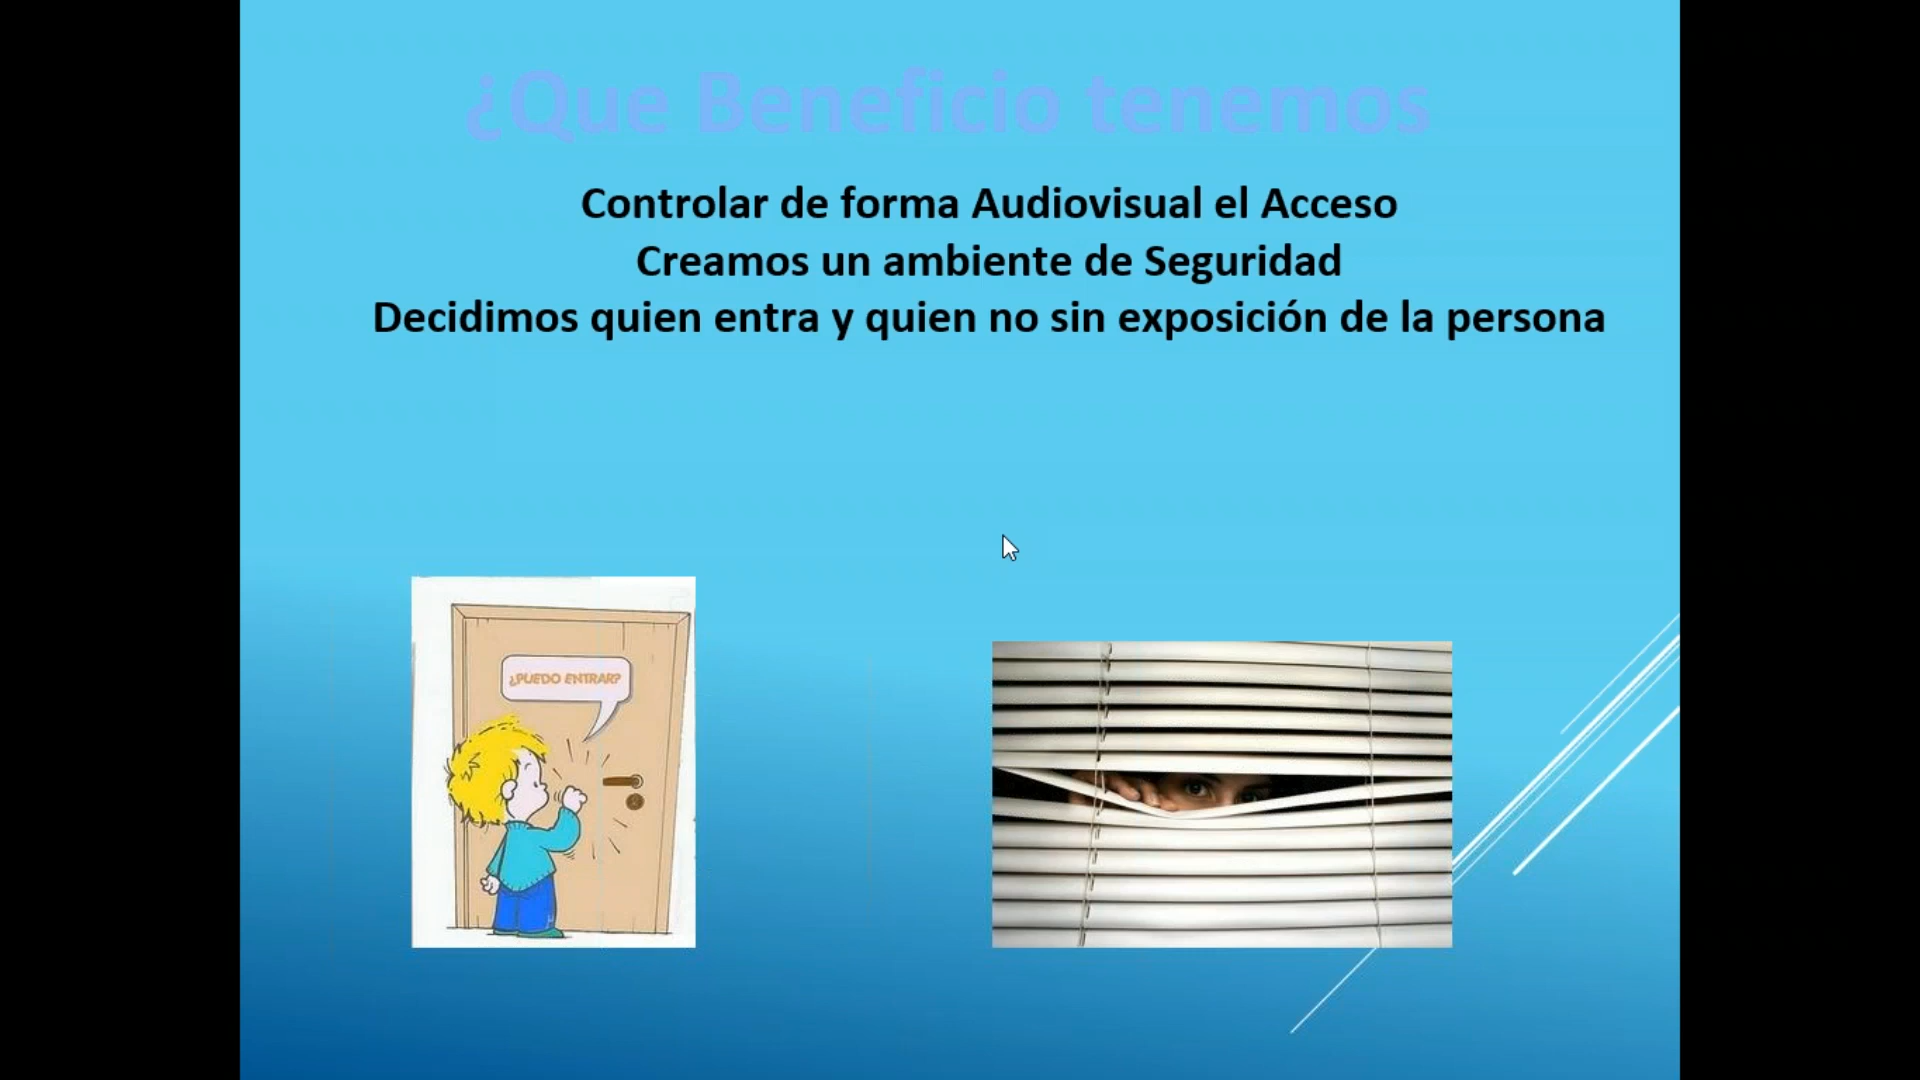 ¿Que Beneficio tenemos
Controlar de forma Audiovisual el Acceso
Creamos un ambiente de Seguridad
Decidimos quien entra y quien no sin exposición de la persona
¿PUEDO ENTRAR?